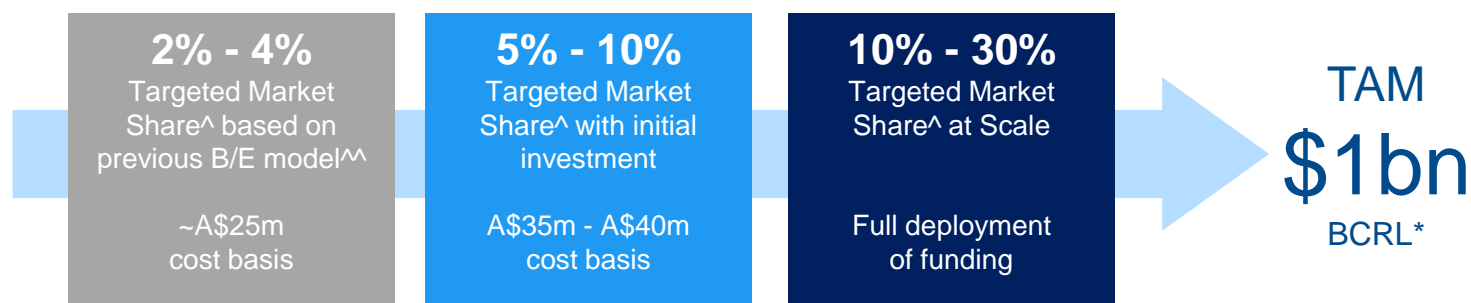 2% - 4%
Targeted Market
Share^ based on
previous B/E model^^
~A$25m
cost basis
5% - 10%
Targeted Market
Share^ with initial
investment
A$35m - A$40m
cost basis
10% - 30%
Targeted Market
Share^ at Scale
Full deployment
of funding
TAM
$1bn
BCRL*